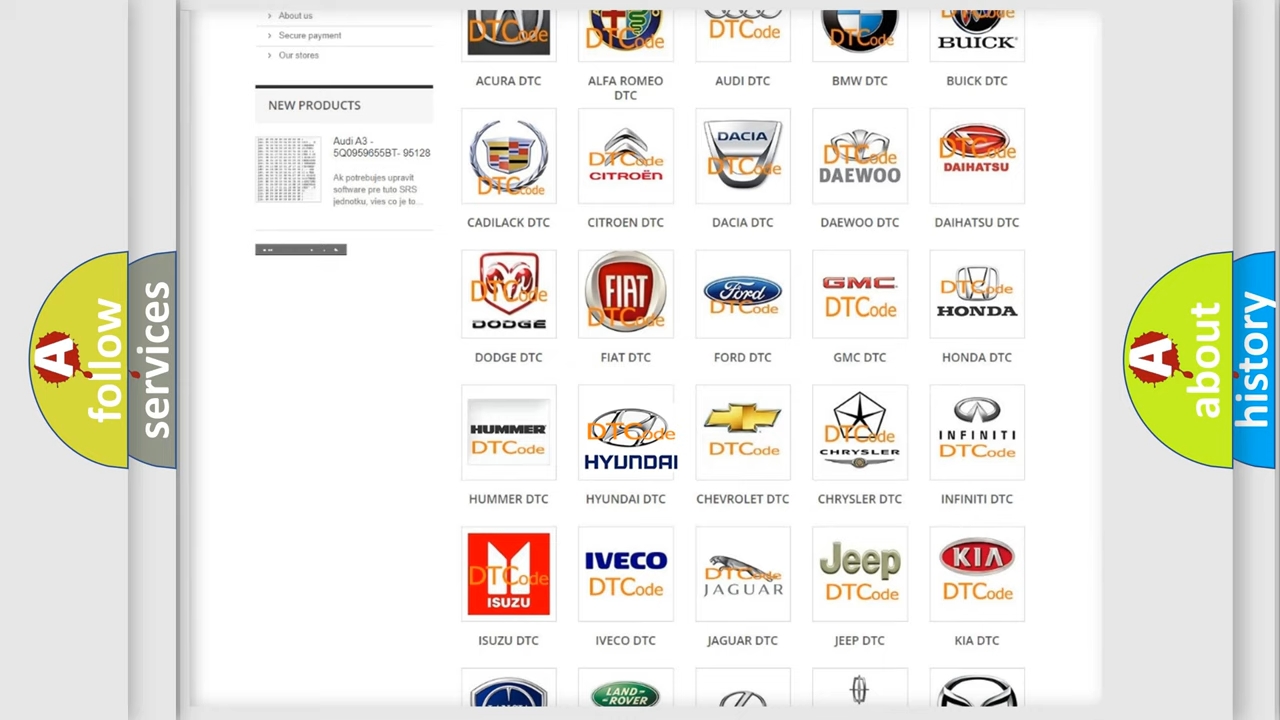 About us
Secure payment
Our stores
NEW PRODUCTS
Audi A3 -
5Q0959655BT- 95128
Ak potrebujes upravit
software pre tuto SRS
jednotku, vies co je to...
DTCode
DTCode
DTCode
DTCode
BUICK
ACURA DTC
ALFA ROMEO
DTC
AUDI DTC
BMW DTC
BUICK DTC
DTCode
DTCode
CITROËN
DACIA
DTCode
DTCode
DAEWOO
DTCode
DAIHATSU
CADILACK DTC
CITROEN DTC
DACIA DTC
DAEWOO DTC
DAIHATSU DTC
DTCode
DODGE
FIAT
DTCode
Ford
DTCode
GMC
DTCode
DTCode
HONDA
DODGE DTC
FIAT DTC
FORD DTC
GMC DTC
HONDA DTC
HUMMER
DTCode
DTCode
HYUNDAI
DTCode
DTCode
CHRYSLER
INFINITI
DTCode
HUMMER DTC
HYUNDAI DTC
CHEVROLET DTC
CHRYSLER DTC
INFINITI DTC
DTCode
ISUZU
IVECO
DTCode
DTCode
JAGUAR
Jeep
DTCode
KIA
DTCode
ISUZU DTC
IVECO DTC
JAGUAR DTC
JEEP DTC
KIA DTC
LAND-
ROVER
A
follow
services
A
about
history